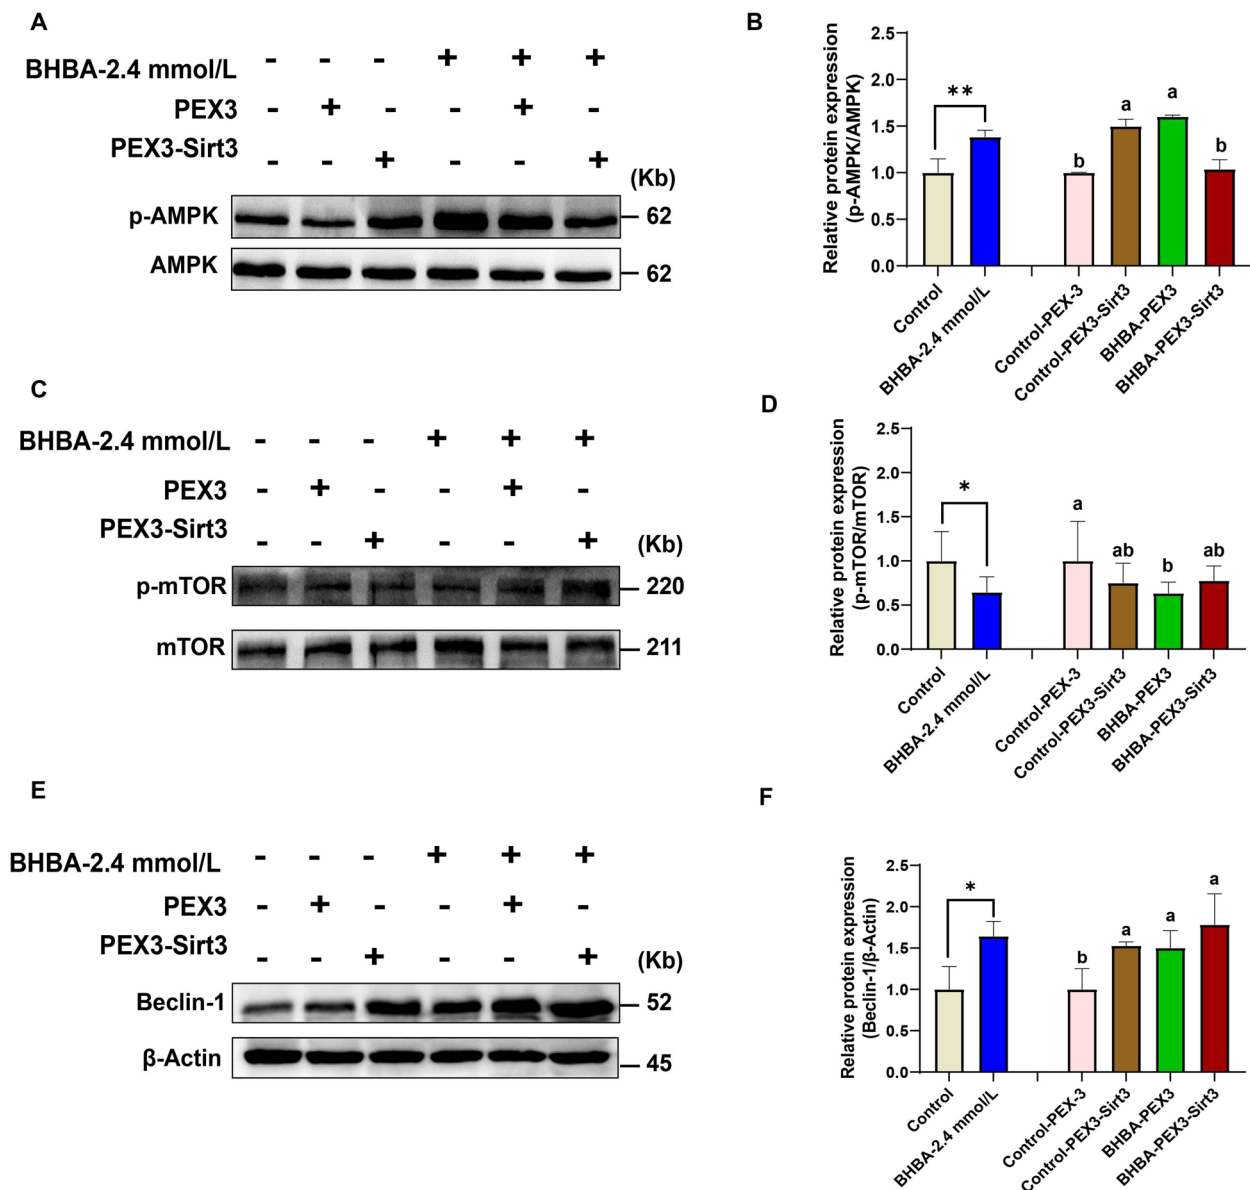 A
BHBA-2.4 mmol/L - - - + + +
PEX3 - + - - + -
PEX3-Sirt3 - - + - - +
(Kb)
p-AMPK 62
AMPK 62
B
Relative protein expression
(p-AMPK/AMPK)
2.5
2.0
1.5
1.0
0.5
0.0
**
b
a
a
b
Control
BHBA-2.4 mmol/L
Control-PEX-3
Control-PEX3-Sirt3
BHBA-PEX3
BHBA-PEX3-Sirt3
C
BHBA-2.4 mmol/L - - - + + +
PEX3 - + - - + -
PEX3-Sirt3 - - + - - +
(Kb)
p-mTOR 220
mTOR 211
D
Relative protein expression
(p-mTOR/mTOR)
2.5
2.0
1.5
1.0
0.5
0.0
*
a
ab
b
ab
Control
BHBA-2.4 mmol/L
Control-PEX-3
Control-PEX3-Sirt3
BHBA-PEX3
BHBA-PEX3-Sirt3
E
BHBA-2.4 mmol/L - - - + + +
PEX3 - + - - + -
PEX3-Sirt3 - - + - - +
(Kb)
Beclin-1 52
β-Actin 45
F
Relative protein expression
(Beclin-1/β-Actin)
2.5
2.0
1.5
1.0
0.5
0.0
*
b
a
a
a
Control
BHBA-2.4 mmol/L
Control-PEX-3
Control-PEX3-Sirt3
BHBA-PEX3
BHBA-PEX3-Sirt3